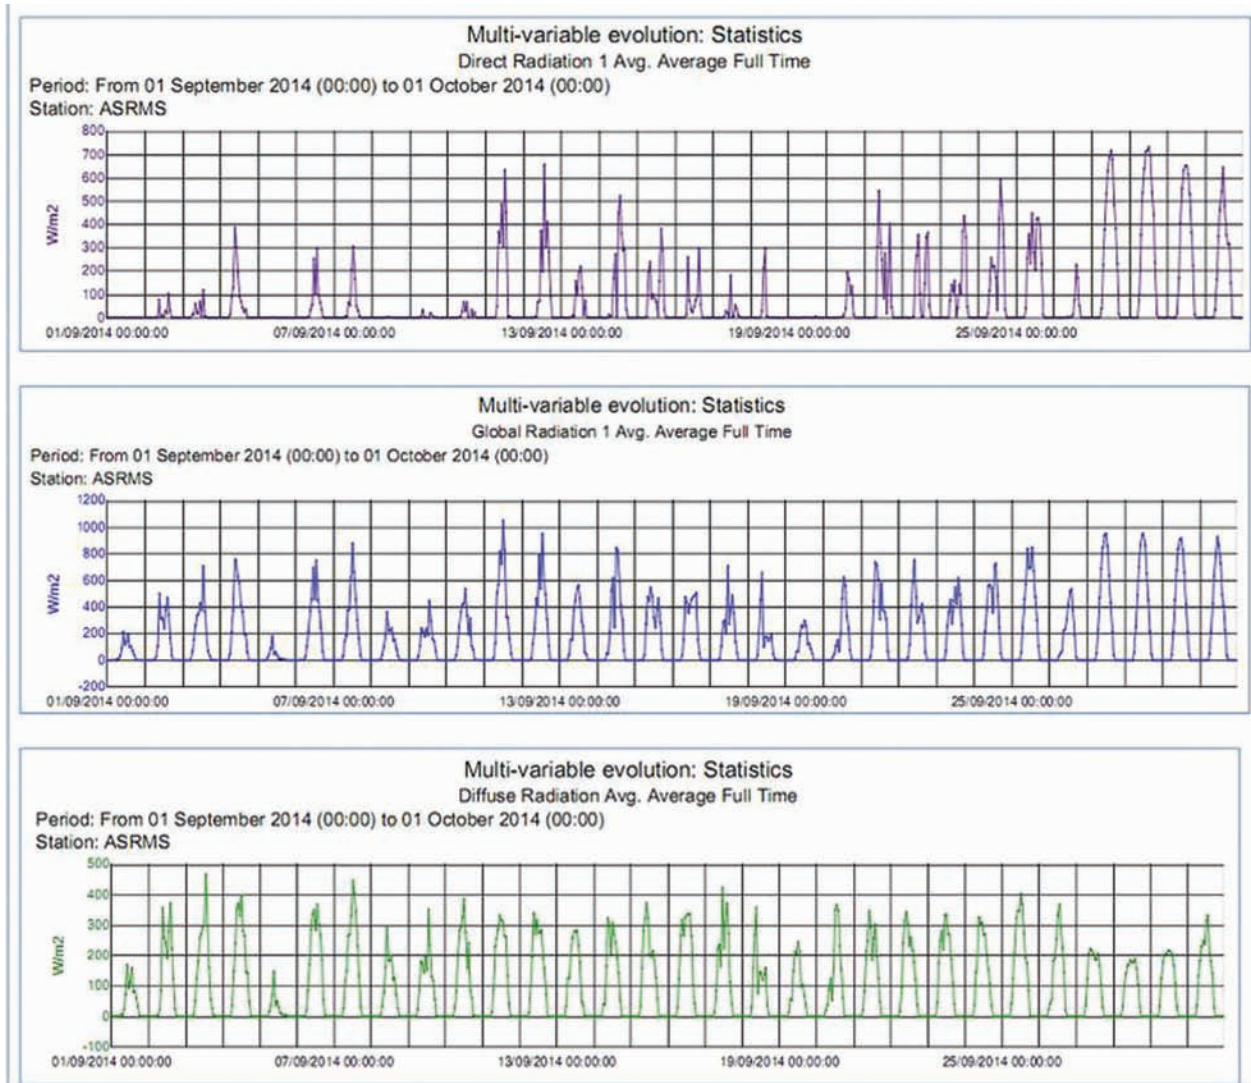 Multi-variable evolution: Statistics
Direct Radiation 1 Avg. Average Full Time
Period: From 01 September 2014 (00:00) to 01 October 2014 (00:00)
Station: ASRMS
800
700
600
500
400
300
200
100
0
W/m2
01/09/2014 00:00:00 07/09/2014 00:00:00 13/09/2014 00:00:00 19/09/2014 00:00:00 25/09/2014 00:00:00
Multi-variable evolution: Statistics
Global Radiation 1 Avg. Average Full Time
Period: From 01 September 2014 (00:00) to 01 October 2014 (00:00)
Station: ASRMS
1200
1000
800
600
400
200
0
-200
W/m2
01/09/2014 00:00:00 07/09/2014 00:00:00 13/09/2014 00:00:00 19/09/2014 00:00:00 25/09/2014 00:00:00
Multi-variable evolution: Statistics
Diffuse Radiation Avg. Average Full Time
Period: From 01 September 2014 (00:00) to 01 October 2014 (00:00)
Station: ASRMS
500
400
300
200
100
0
-100
W/m2
01/09/2014 00:00:00 07/09/2014 00:00:00 13/09/2014 00:00:00 19/09/2014 00:00:00 25/09/2014 00:00:00